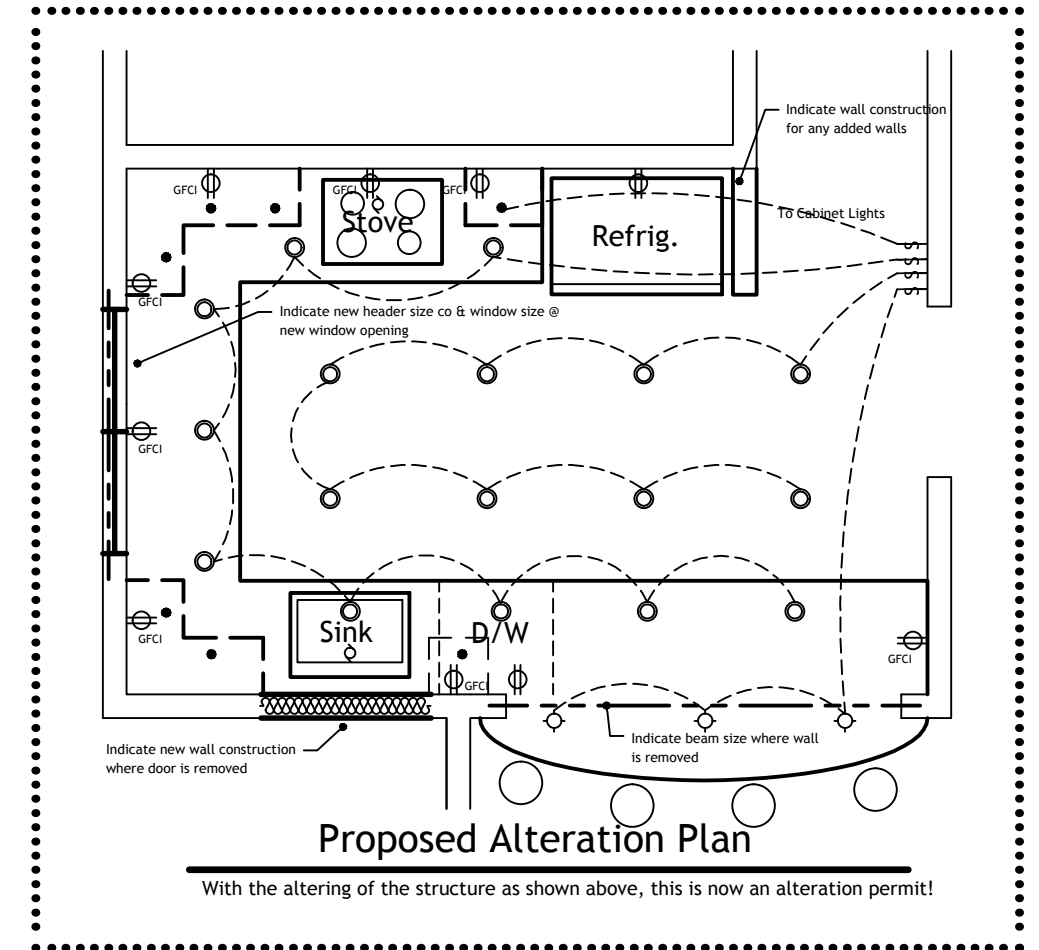 Indicate wall construction
for any added walls
GFCI
GFCI
GFCI
Stove
Refrig.
To Cabinet Lights
S
S
S
S
GFCI
Indicate new header size co & window size @
new window opening
GFCI
Sink
D/W
GFCI
GFCI
GFCI
Indicate new wall construction
where door is removed
Indicate beam size where wall
is removed
Proposed Alteration Plan
With the altering of the structure as shown above, this is now an alteration permit!